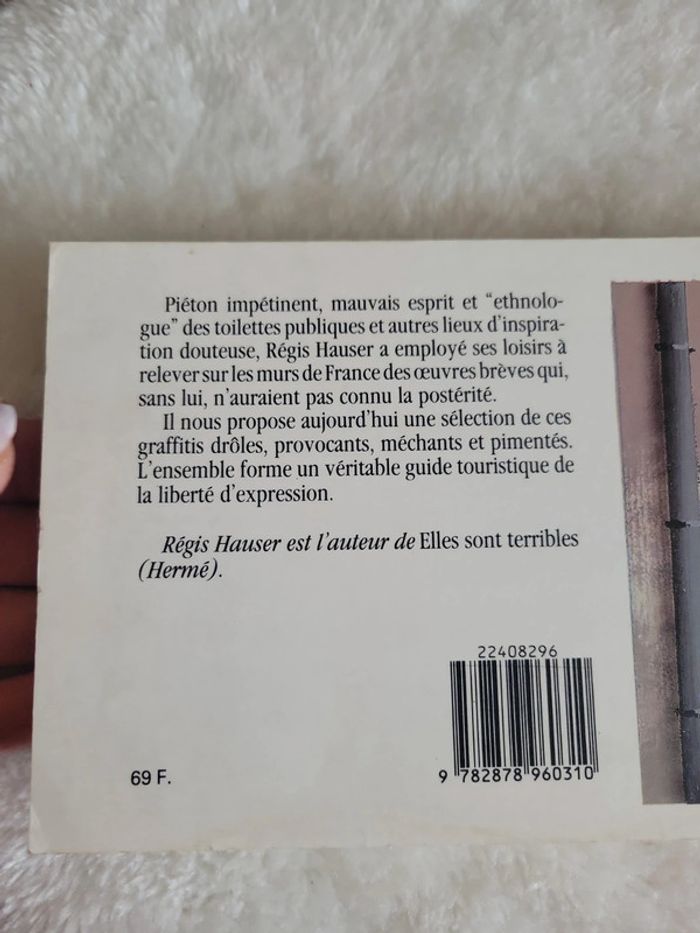 Piéton impétinent, mauvais esprit et "ethnolo-
gue" des toilettes publiques et autres lieux d'inspira-
tion douteuse, Régis Hauser a employé ses loisirs à
relever sur les murs de France des œuvres brèves qui,
sans lui, n'auraient pas connu la postérité.
Il nous propose aujourd'hui une sélection de ces
graffitis drôles, provocants, méchants et pimentés.
L'ensemble forme un véritable guide touristique de
la liberté d'expression.
Régis Hauser est l'auteur de Elles sont terribles
(Hermé).
22408296
69 F.
9 782878 960310